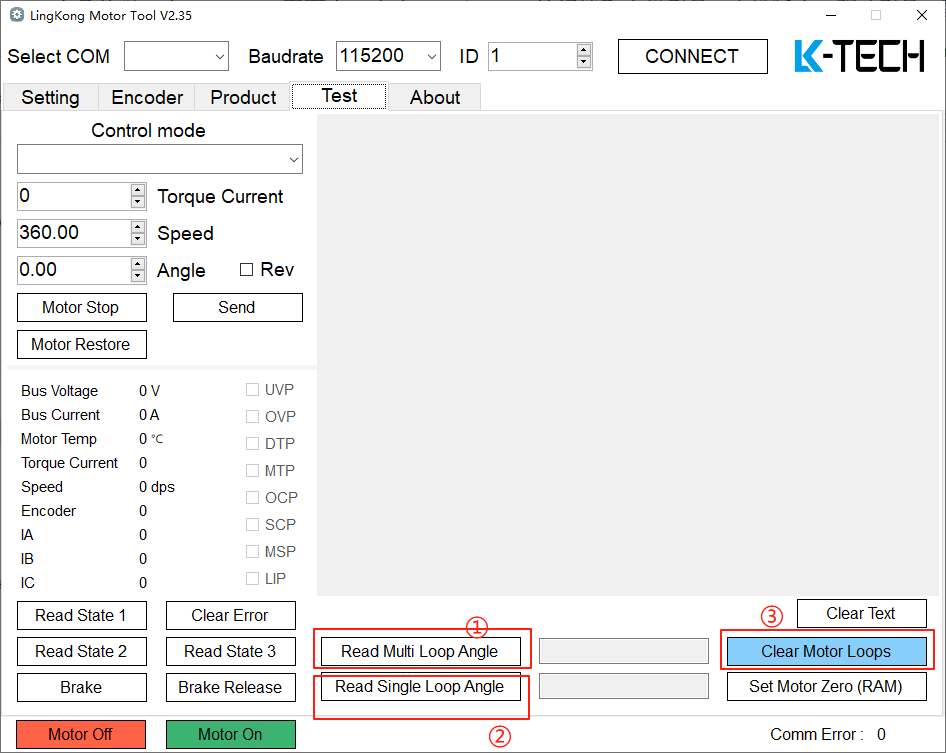 LingKong Motor Tool V2.35
Select COM Baudrate 115200 ID 1 CONNECT LK-TECH
Setting Encoder Product Test About
Control mode
0 Torque Current
360.00 Speed
0.00 Angle Rev
Motor Stop Send
Motor Restore
Bus Voltage 0 V UVP
Bus Current 0 A OVP
Motor Temp 0 ℃ DTP
Torque Current 0 MTP
Speed 0 dps OCP
Encoder 0 SCP
IA 0 MSP
IB 0 LIP
IC 0
Read State 1 Clear Error ① ③ Clear Text
Read State 2 Read State 3 Read Multi Loop Angle Clear Motor Loops
Brake Brake Release Read Single Loop Angle Set Motor Zero (RAM)
Motor Off Motor On ② Comm Error : 0